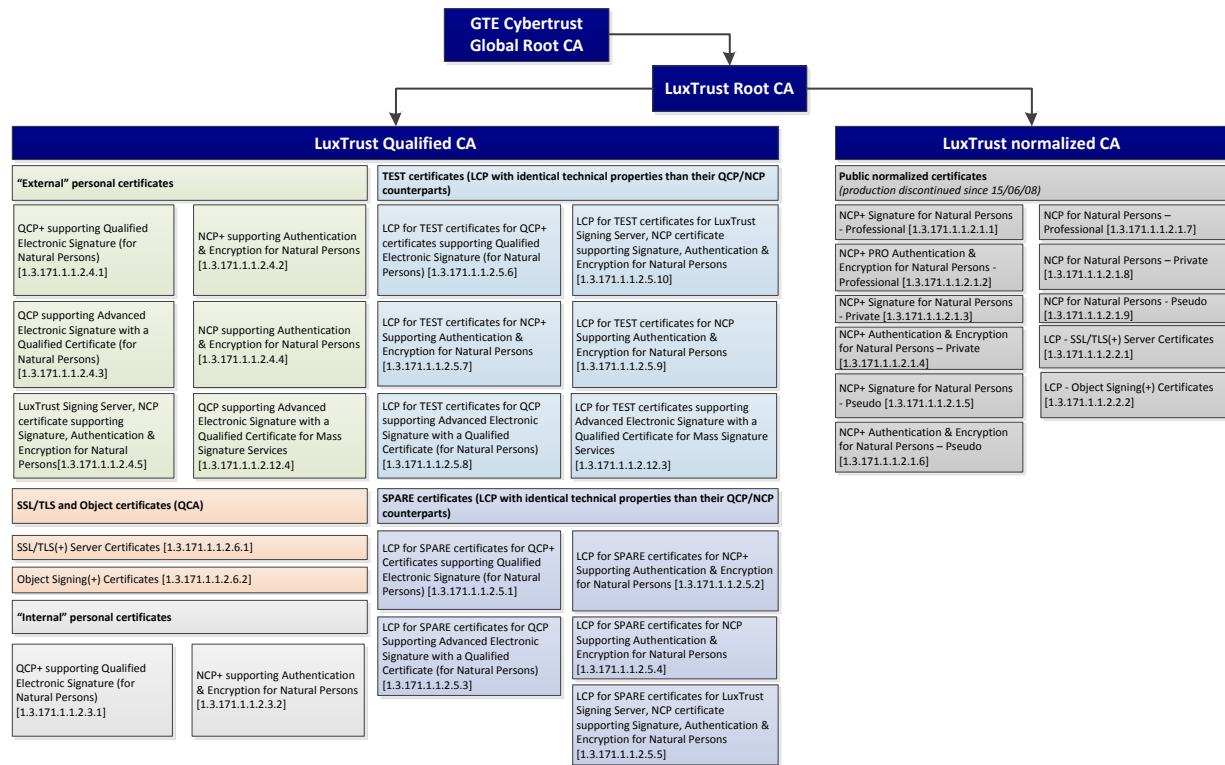 GTE Cybertrust
Global Root CA
LuxTrust Root CA
LuxTrust Qualified CA
"External" personal certificates
QCP+ supporting Qualified
Electronic Signature (for
Natural Persons)
[1.3.171.1.1.2.4.1]
NCP+ supporting Authentication
& Encryption for Natural Persons
[1.3.171.1.1.2.4.2]
QCP supporting Advanced
Electronic Signature with a
Qualified Certificate (for
Natural Persons)
[1.3.171.1.1.2.4.3]
NCP supporting Authentication
& Encryption for Natural Persons
[1.3.171.1.1.2.4.4]
LuxTrust Signing Server, NCP
certificate supporting
Signature, Authentication &
Encryption for Natural
Persons[1.3.171.1.1.2.4.5]
QCP supporting Advanced
Electronic Signature with a
Qualified Certificate for Mass
Signature Services
[1.3.171.1.1.2.12.4]
SSL/TLS and Object certificates (QCA)
SSL/TLS(+) Server Certificates [1.3.171.1.1.2.6.1]
Object Signing(+) Certificates [1.3.171.1.1.2.6.2]
"Internal" personal certificates
QCP+ supporting Qualified
Electronic Signature (for
Natural Persons)
[1.3.171.1.1.2.3.1]
NCP+ supporting Authentication
& Encryption for Natural Persons
[1.3.171.1.1.2.3.2]
TEST certificates (LCP with identical technical properties than their QCP/NCP
counterparts)
LCP for TEST certificates for QCP+
certificates supporting Qualified
Electronic Signature (for Natural
Persons) [1.3.171.1.1.2.5.6]
LCP for TEST certificates for LuxTrust
Signing Server, NCP certificate
supporting Signature, Authentication &
Encryption for Natural Persons
[1.3.171.1.1.2.5.10]
LCP for TEST certificates for NCP+
Supporting Authentication &
Encryption for Natural Persons
[1.3.171.1.1.2.5.7]
LCP for TEST certificates for NCP
Supporting Authentication &
Encryption for Natural Persons
[1.3.171.1.1.2.5.9]
LCP for TEST certificates for QCP
supporting Advanced Electronic
Signature with a Qualified
Certificate (for Natural Persons)
[1.3.171.1.1.2.5.8]
LCP for TEST certificates supporting
Advanced Electronic Signature with a
Qualified Certificate for Mass Signature
Services
[1.3.171.1.1.2.12.3]
SPARE certificates (LCP with identical technical properties than their QCP/NCP
counterparts)
LCP for SPARE certificates for QCP+
Certificates supporting Qualified
Electronic Signature (for Natural
Persons) [1.3.171.1.1.2.5.1]
LCP for SPARE certificates for NCP+
Supporting Authentication & Encryption
for Natural Persons [1.3.171.1.1.2.5.2]
LCP for SPARE certificates for QCP
Supporting Advanced Electronic
Signature with a Qualified
Certificate (for Natural Persons)
[1.3.171.1.1.2.5.3]
LCP for SPARE certificates for NCP
Supporting Authentication &
Encryption for Natural Persons
[1.3.171.1.1.2.5.4]
LCP for SPARE certificates for LuxTrust
Signing Server, NCP certificate
supporting Signature, Authentication &
Encryption for Natural Persons
[1.3.171.1.1.2.5.5]
LuxTrust normalized CA
Public normalized certificates
(production discontinued since 15/06/08)
NCP+ Signature for Natural Persons
- Professional [1.3.171.1.1.2.1.1]
NCP+ PRO Authentication &
Encryption for Natural Persons -
Professional [1.3.171.1.1.2.1.2]
NCP+ Signature for Natural Persons
- Private [1.3.171.1.1.2.1.3]
NCP+ Authentication & Encryption
for Natural Persons – Private
[1.3.171.1.1.2.1.4]
NCP+ Signature for Natural Persons
- Pseudo [1.3.171.1.1.2.1.5]
NCP+ Authentication & Encryption
for Natural Persons – Pseudo
[1.3.171.1.1.2.1.6]
NCP for Natural Persons –
Professional [1.3.171.1.1.2.1.7]
NCP for Natural Persons – Private
[1.3.171.1.1.2.1.8]
NCP for Natural Persons - Pseudo
[1.3.171.1.1.2.1.9]
LCP - SSL/TLS(+) Server Certificates
[1.3.171.1.1.2.2.1]
LCP - Object Signing(+) Certificates
[1.3.171.1.1.2.2.2]